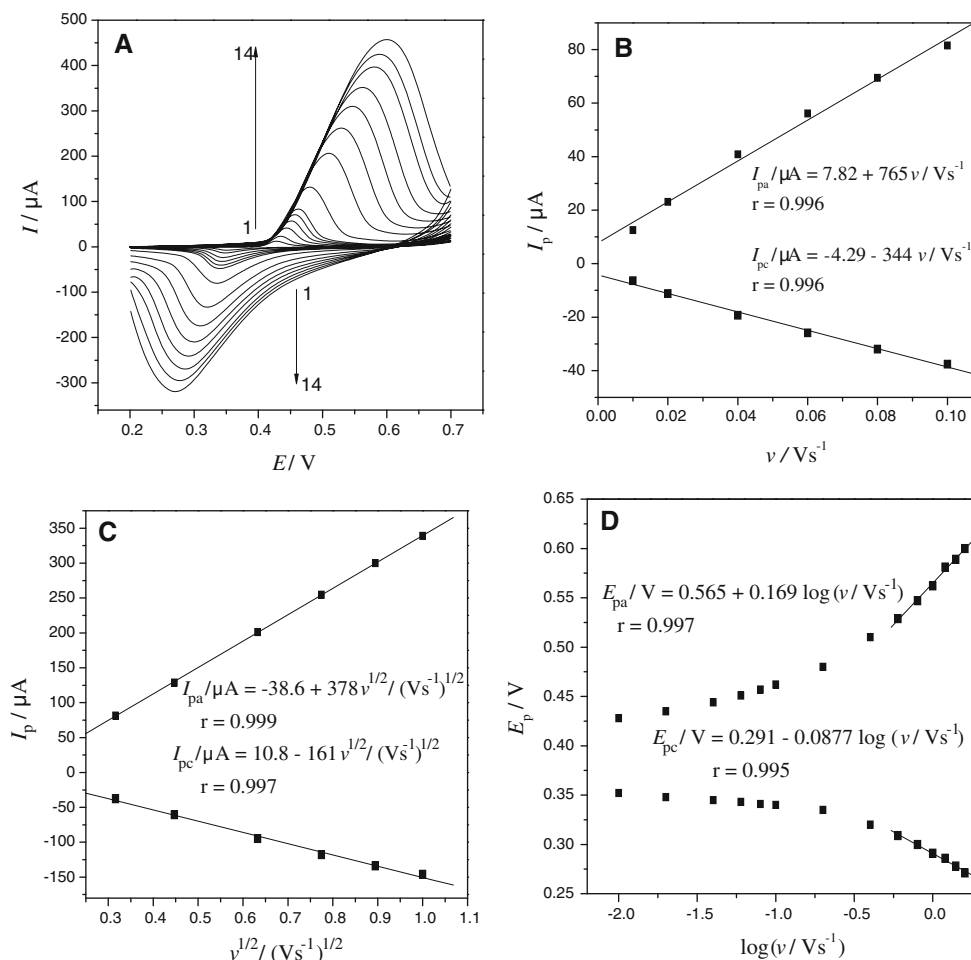 A
500
400
300
200
100
0
-100
-200
-300
I / µA
14
1
1
14
0.2 0.3 0.4 0.5 0.6 0.7
E / V
B
80
60
40
20
0
-20
-40
I_p / µA
I_pa/µA = 7.82 + 765 v / Vs^-1
r = 0.996
I_pc/µA = -4.29 - 344 v / Vs^-1
r = 0.996
0.00 0.02 0.04 0.06 0.08 0.10
v / Vs^-1
C
350
300
250
200
150
100
50
0
-50
-100
-150
I_p / µA
I_pa/µA = -38.6 + 378 v^1/2 / (Vs^-1)^1/2
r = 0.999
I_pc/µA = 10.8 - 161 v^1/2 / (Vs^-1)^1/2
r = 0.997
0.3 0.4 0.5 0.6 0.7 0.8 0.9 1.0 1.1
v^1/2 / (Vs^-1)^1/2
D
0.65
0.60
0.55
0.50
0.45
0.40
0.35
0.30
0.25
E_p / V
E_pa / V = 0.565 + 0.169 log (v / Vs^-1)
r = 0.997
E_pc / V = 0.291 - 0.0877 log (v / Vs^-1)
r = 0.995
-2.0 -1.5 -1.0 -0.5 0.0
log(v / Vs^-1)